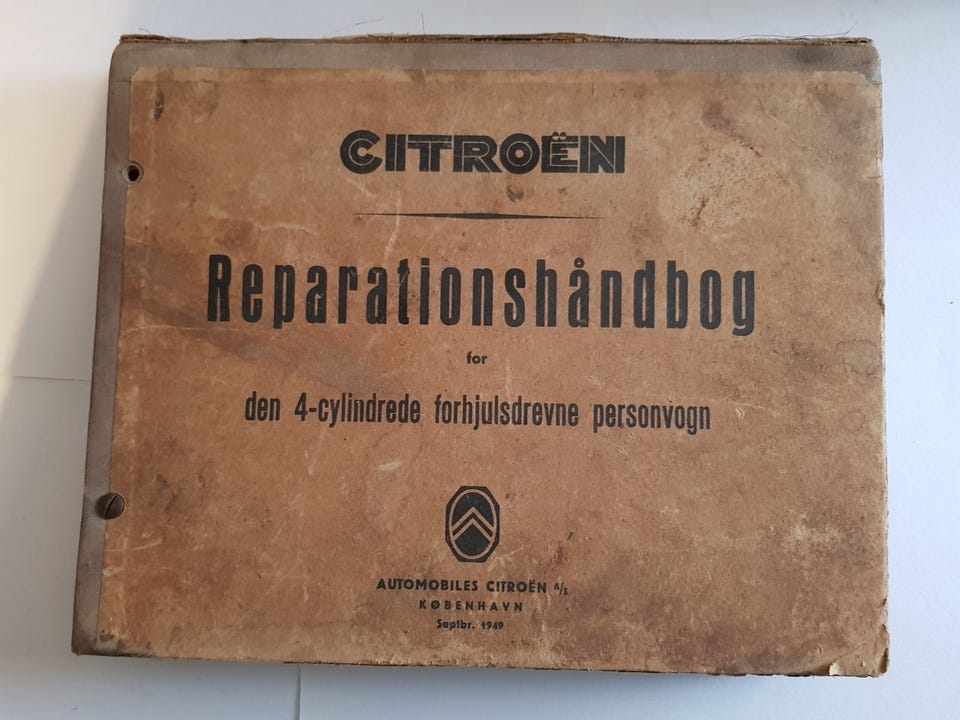 CITROËN
Reparationshåndbog
for
den 4-cylindrede forhjulsdrevne personvogn
AUTOMOBILES CITROËN A/S
KØBENHAVN
Septbr. 1949